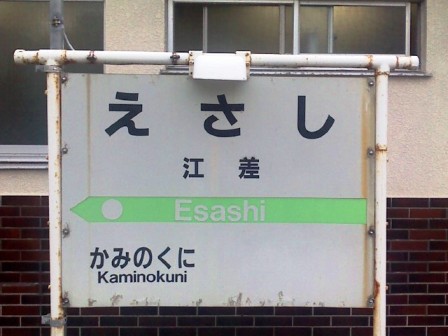 えさし
江差
Esashi
かみのくに
Kaminokuni